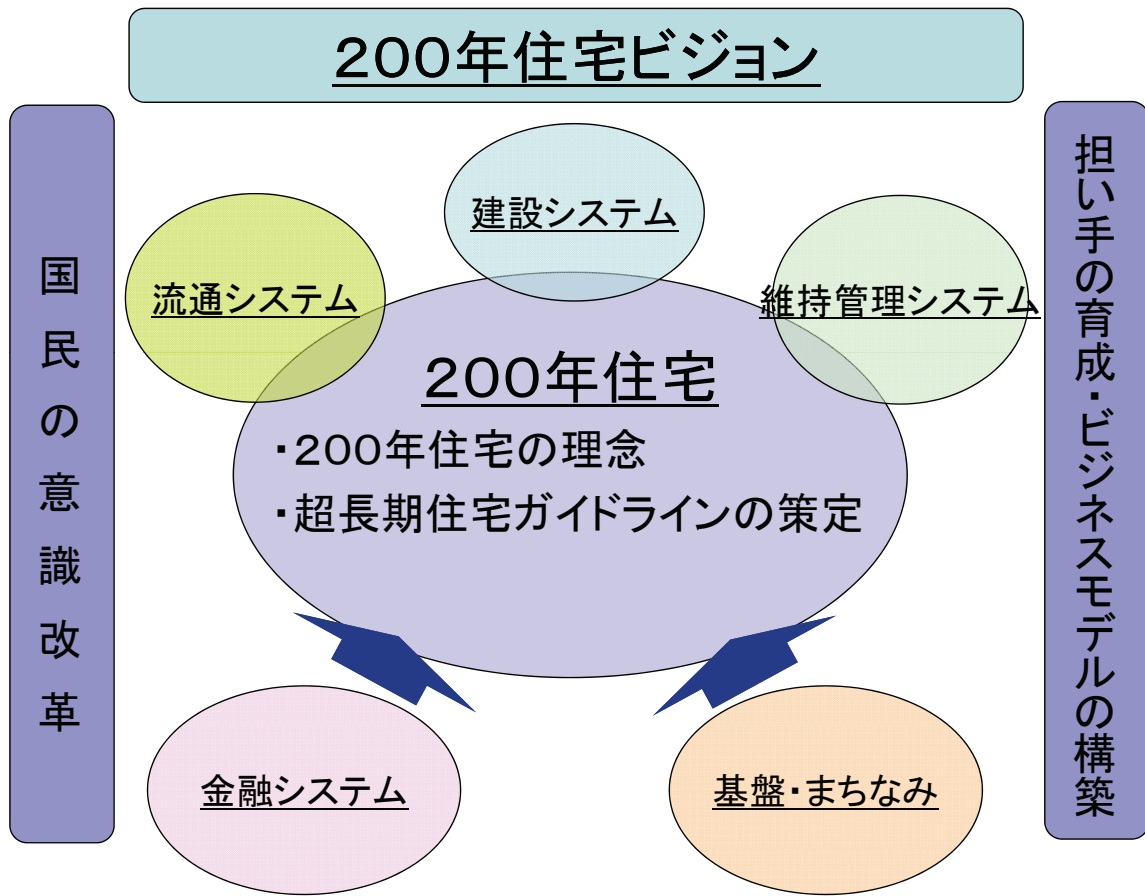 ２００年住宅ビジョン
国民の意識改革
建設システム
流通システム
維持管理システム
２００年住宅
・２００年住宅の理念
・超長期住宅ガイドラインの策定
金融システム
基盤・まちなみ
担い手の育成・ビジネスモデルの構築